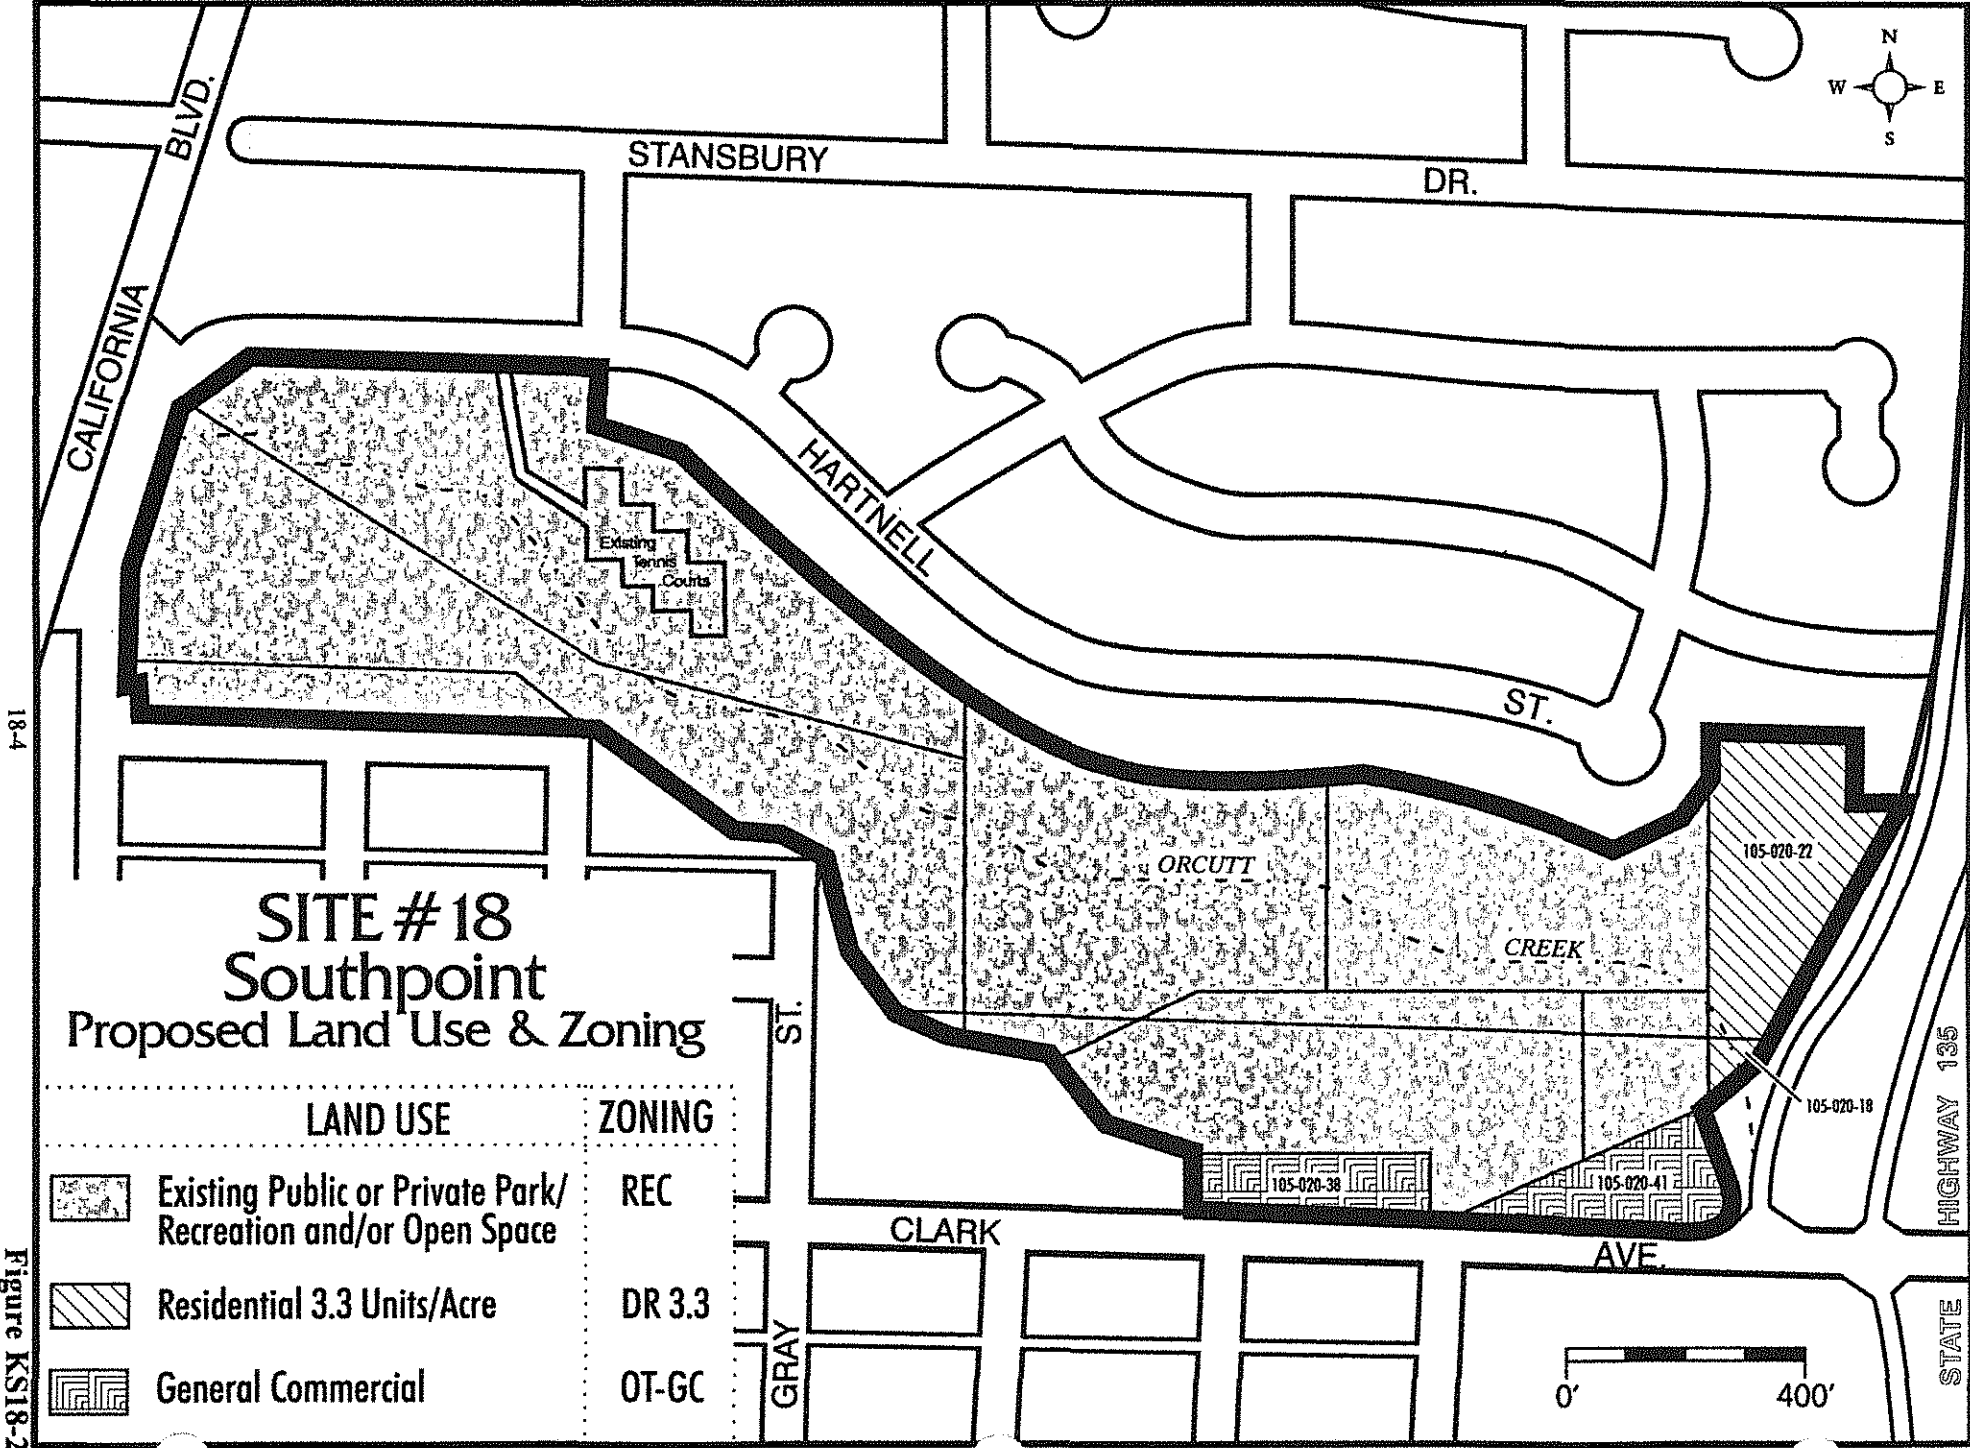 N
W E
S
BLVD.
STANSBURY
DR.
CALIFORNIA
HARTNELL
Existing
Tennis
Courts
ST.
105-020-22
ORCUTT
CREEK
18-4
SITE #18
Southpoint
Proposed Land Use & Zoning
ST.
HIGHWAY 135
105-020-18
LAND USE ZONING
Existing Public or Private Park/ REC
Recreation and/or Open Space
Residential 3.3 Units/Acre DR 3.3
General Commercial OT-GC
105-020-38
105-020-41
CLARK
AVE.
GRAY
STATE
0' 400'
Figure KS18-2